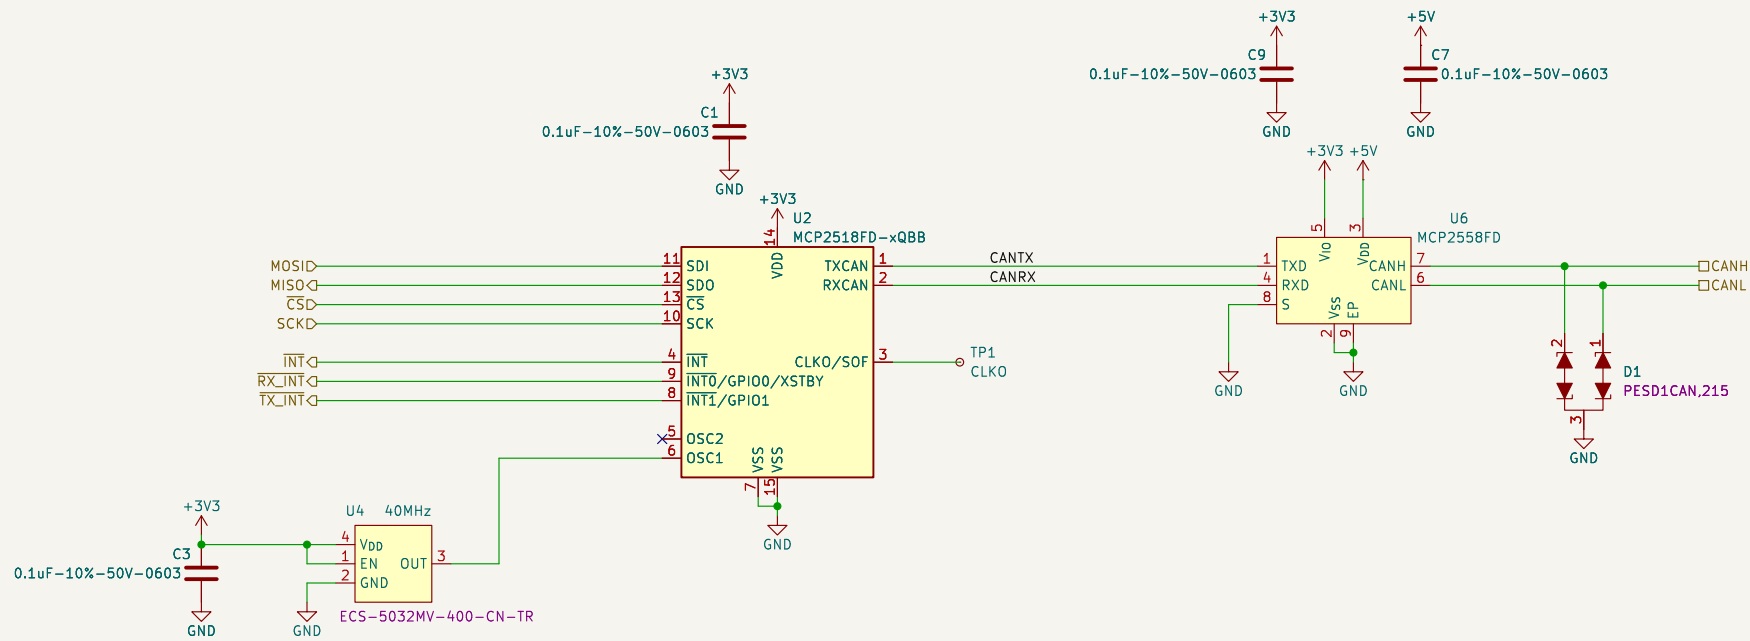 +3V3
C9
0.1uF-10%-50V-0603
GND
+5V
C7
0.1uF-10%-50V-0603
GND
+3V3
C1
0.1uF-10%-50V-0603
GND
+3V3
U2
MCP2518FD-xQBB
14
VDD
MOSI
11
SDI
MISO
12
SDO
CS
13
CS
SCK
10
SCK
INT
4
INT
RX_INT
9
INT0/GPIO0/XSTBY
TX_INT
8
INT1/GPIO1
5
OSC2
6
OSC1
VSS
VSS
7
15
GND
TXCAN
1
CANTX
RXCAN
2
CANRX
CLKO/SOF
3
TP1
CLKO
+3V3
+5V
U6
MCP2558FD
5
3
VIO
VDD
1
TXD
4
RXD
8
S
CANH
7
CANL
6
Vss
EP
2
9
GND
GND
CANH
CANL
2
1
D1
PESD1CAN,215
3
GND
+3V3
C3
0.1uF-10%-50V-0603
GND
U4
40MHz
4
VDD
1
EN
2
GND
OUT
3
ECS-5032MV-400-CN-TR
GND